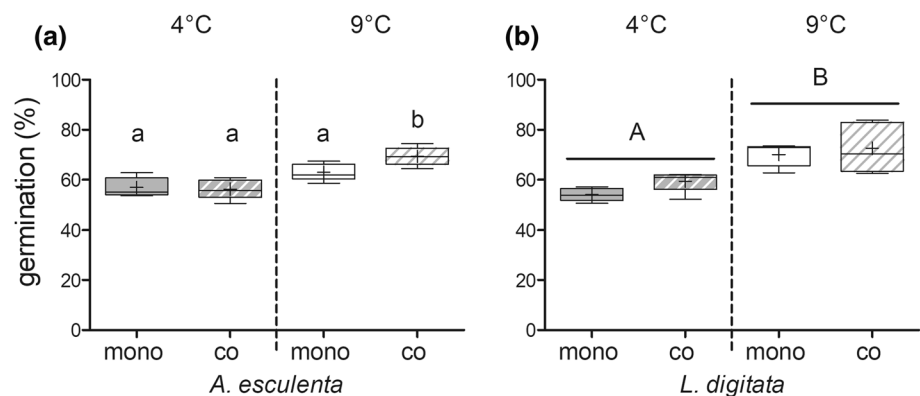 (a) 4°C 9°C
germination (%)
100
80
60
40
20
0
a a a b
mono co mono co
A. esculenta
(b) 4°C 9°C
100
80
60
40
20
0
A B
mono co mono co
L. digitata